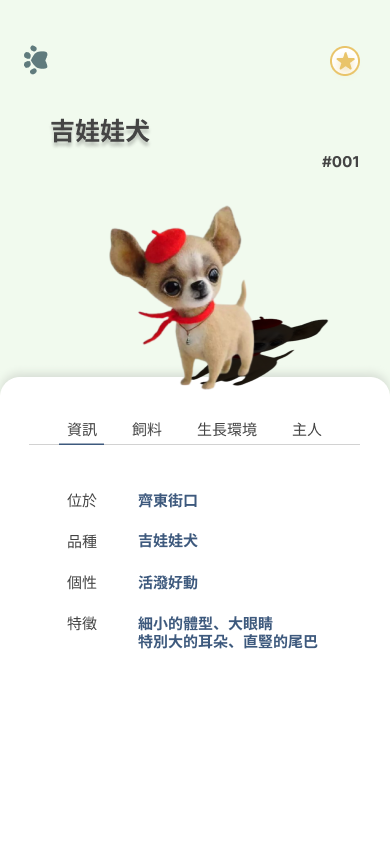 吉娃娃犬
#001
資訊 飼料 生長環境 主人
位於 齊東街口
品種 吉娃娃犬
個性 活潑好動
特徵 細小的體型、大眼睛
特別大的耳朵、直豎的尾巴